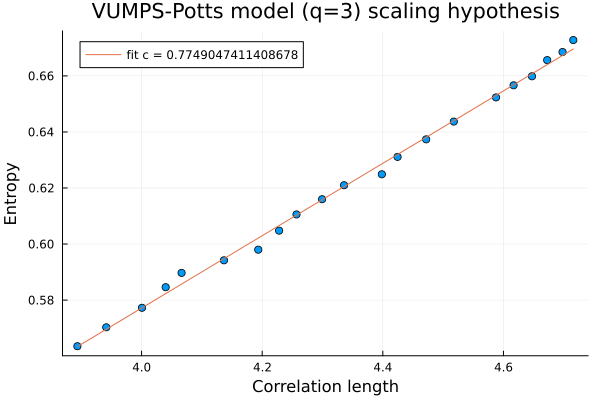 VUMPS-Potts model (q=3) scaling hypothesis
fit c = 0.7749047411408678
0.66
0.64
0.62
0.60
0.58
Entropy
4.0
4.2
4.4
4.6
Correlation length